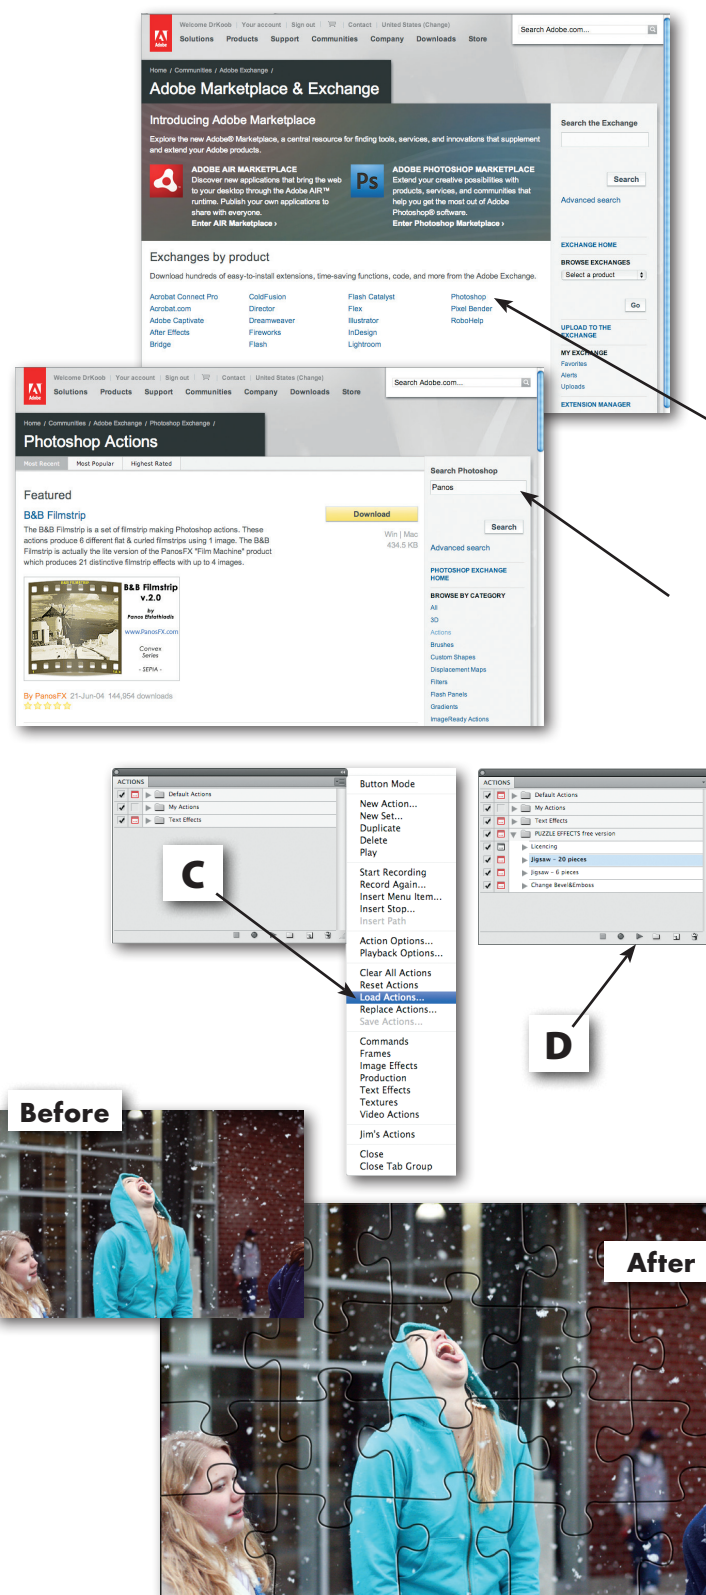 Welcome DrKoob | Your account | Sign out | Contact | United States (Change)
Search Adobe.com...
Adobe
Solutions Products Support Communities Company Downloads Store
Home / Communities / Adobe Exchange /
Adobe Marketplace & Exchange
Introducing Adobe Marketplace
Explore the new Adobe® Marketplace, a central resource for finding tools, services, and innovations that supplement
and extend your Adobe products.
ADOBE AIR MARKETPLACE
Discover new applications that bring the web
to your desktop through the Adobe AIR™
runtime. Publish your own applications to
share with everyone.
Enter AIR Marketplace ›
Ps
ADOBE PHOTOSHOP MARKETPLACE
Extend your creative possibilities with
products, services, and communities that
help you get the most out of Adobe
Photoshop® software.
Enter Photoshop Marketplace ›
Search the Exchange
Search
Advanced search
EXCHANGE HOME
BROWSE EXCHANGES
Select a product
Go
UPLOAD TO THE
EXCHANGE
MY EXCHANGE
Favorites
Alerts
Uploads
EXTENSION MANAGER
Exchanges by product
Download hundreds of easy-to-install extensions, time-saving functions, code, and more from the Adobe Exchange.
Acrobat Connect Pro ColdFusion Flash Catalyst Photoshop
Acrobat.com Director Flex Pixel Bender
Adobe Captivate Dreamweaver Illustrator RoboHelp
After Effects Fireworks InDesign
Bridge Flash Lightroom
Welcome DrKoob | Your account | Sign out | Contact | United States (Change)
Search Adobe.com...
Adobe
Solutions Products Support Communities Company Downloads Store
Home / Communities / Adobe Exchange / Photoshop Exchange /
Photoshop Actions
Most Recent Most Popular Highest Rated
Featured
B&B Filmstrip
Download
The B&B Filmstrip is a set of filmstrip making Photoshop actions. These
actions produce 6 different flat & curled filmstrips using 1 image. The B&B
Filmstrip is actually the lite version of the PanosFX "Film Machine" product
which produces 21 distinctive filmstrip effects with up to 4 images.
Win | Mac
434.5 KB
B&B Filmstrip
v.2.0
by
Panos Efstathiadis
www.PanosFX.com
Convex
Series
- SEPIA -
By PanosFX 21-Jun-04 144,954 downloads
Search Photoshop
Panos
Search
Advanced search
PHOTOSHOP EXCHANGE
HOME
BROWSE BY CATEGORY
All
3D
Actions
Brushes
Custom Shapes
Displacement Maps
Filters
Flash Panels
Gradients
ImageReady Actions
ACTIONS
Default Actions
My Actions
Text Effects
C
Button Mode
New Action...
New Set...
Duplicate
Delete
Play
Start Recording
Record Again...
Insert Menu Item...
Insert Stop...
Insert Path
Action Options...
Playback Options...
Clear All Actions
Reset Actions
Load Actions...
Replace Actions...
Save Actions...
Commands
Frames
Image Effects
Production
Text Effects
Textures
Video Actions
Jim's Actions
Close
Close Tab Group
ACTIONS
Default Actions
My Actions
Text Effects
PUZZLE EFFECTS free version
Licencing
Jigsaw - 20 pieces
Jigsaw - 6 pieces
Change Bevel&Emboss
D
Before
After